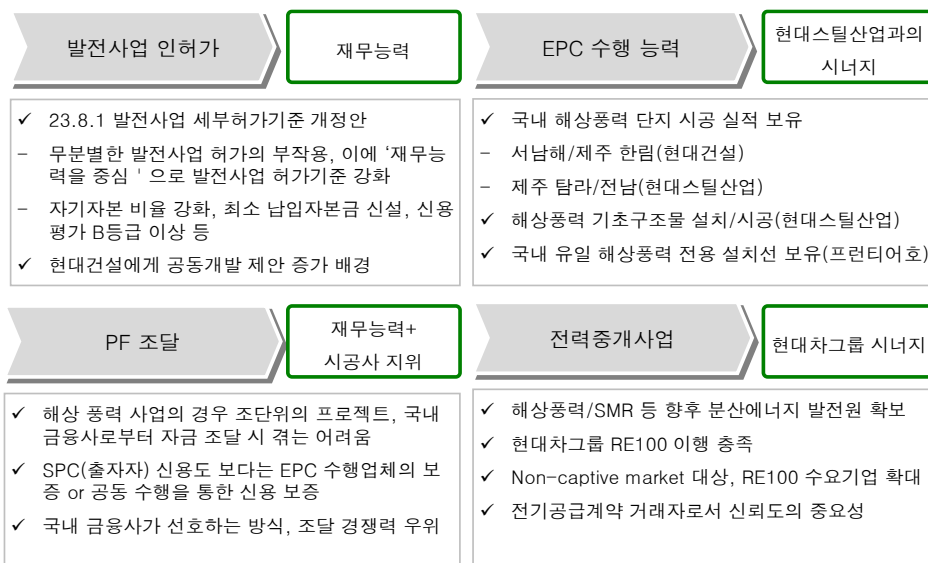 발전사업 인허가
재무능력
✓ 23.8.1 발전사업 세부허가기준 개정안
– 무분별한 발전사업 허가의 부작용, 이에 ‘재무능
력을 중심 ' 으로 발전사업 허가기준 강화
– 자기자본 비율 강화, 최소 납입자본금 신설, 신용
평가 B등급 이상 등
✓ 현대건설에게 공동개발 제안 증가 배경
EPC 수행 능력
현대스틸산업과의
시너지
✓ 국내 해상풍력 단지 시공 실적 보유
– 서남해/제주 한림(현대건설)
– 제주 탐라/전남(현대스틸산업)
✓ 해상풍력 기초구조물 설치/시공(현대스틸산업)
✓ 국내 유일 해상풍력 전용 설치선 보유(프런티어호)
PF 조달
재무능력+
시공사 지위
✓ 해상 풍력 사업의 경우 조단위의 프로젝트, 국내
금융사로부터 자금 조달 시 겪는 어려움
✓ SPC(출자자) 신용도 보다는 EPC 수행업체의 보
증 or 공동 수행을 통한 신용 보증
✓ 국내 금융사가 선호하는 방식, 조달 경쟁력 우위
전력중개사업
현대차그룹 시너지
✓ 해상풍력/SMR 등 향후 분산에너지 발전원 확보
✓ 현대차그룹 RE100 이행 충족
✓ Non-captive market 대상, RE100 수요기업 확대
✓ 전기공급계약 거래자로서 신뢰도의 중요성